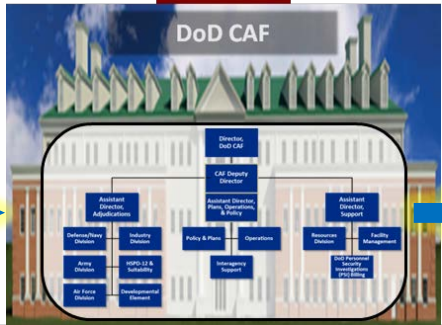 DoD CAF
Director,
DoD CAF
CAF Deputy
Director
Assistant
Director,
Adjudications
Assistant Director,
Plans, Operations,
& Policy
Assistant
Director,
Support
Defense/Navy
Division
Industry
Division
Policy & Plans
Operations
Resources
Division
Facility
Management
Army
Division
HSPD-12 &
Suitability
Interagency
Support
DoD Personnel
Security
Investigations
(PSI) Billing
Air Force
Division
Developmental
Element